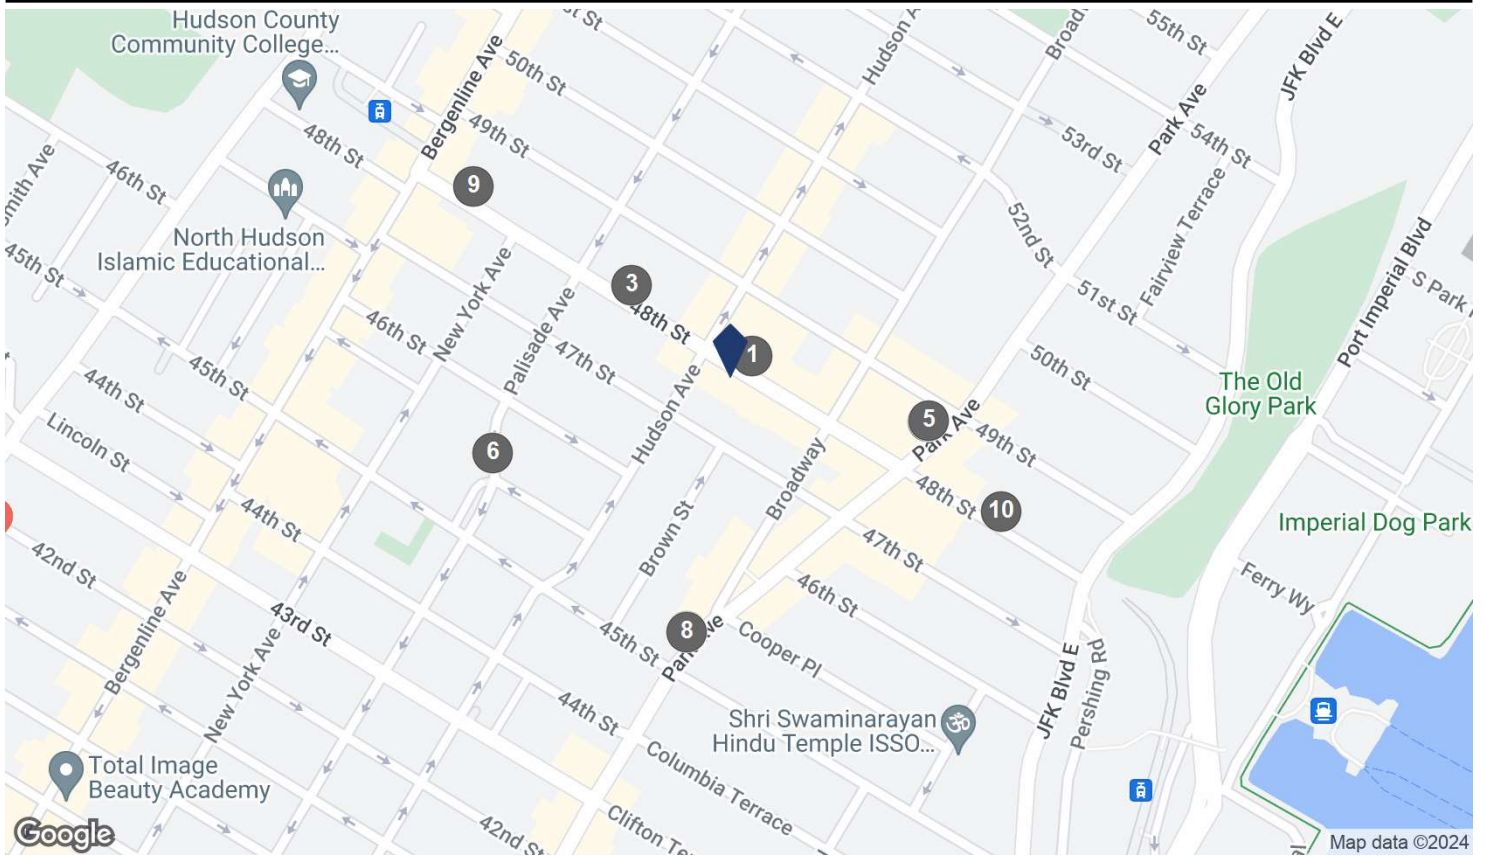 Hudson County
Community College...
50th St
Bergenline Ave
48th St
49th St
46th St
45th St
North Hudson
Islamic Educational...
9
3
48th St
1
Hudson A
Broad
55th St
JFK Blvd E
Park Ave
54th St
53rd St
52nd St
Fairview Terrace
51st St
50th St
Port Imperial Blvd
S Park
The Old
Glory Park
Imperial Dog Park
New York Ave
Palisade Ave
46th St
47th St
45th St
44th St
Lincoln St
44th St
42nd St
43rd St
6
Hudson Ave
Brown St
Broadway
5
Park Ave
49th St
48th St
10
47th St
46th St
Ferry Wy
8
Cooper Pl
45th St
44th St
Bergenline Ave
New York Ave
Shri Swaminarayan
Hindu Temple ISSO...
JFK Blvd E
Pershing Rd
Total Image
Beauty Academy
Columbia Terrace
Clifton Te
42nd St
Google
Map data ©2024